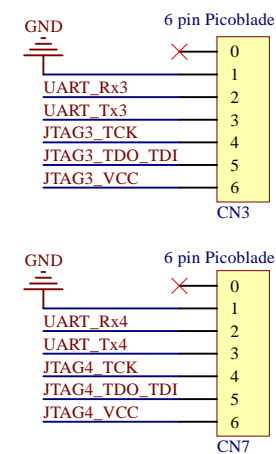 GND 6 pin Picoblade
0
1
UART_Rx3 2
UART_Tx3 3
JTAG3_TCK 4
JTAG3_TDO_TDI 5
JTAG3_VCC 6
CN3
GND 6 pin Picoblade
0
1
UART_Rx4 2
UART_Tx4 3
JTAG4_TCK 4
JTAG4_TDO_TDI 5
JTAG4_VCC 6
CN7